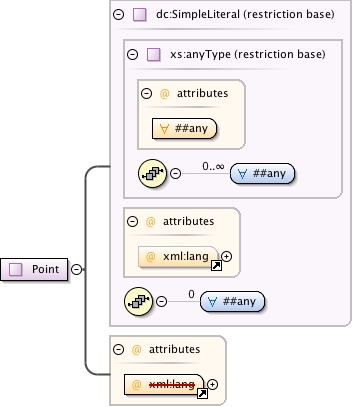 dc:SimpleLiteral (restriction base)
xs:anyType (restriction base)
@ attributes
∀ ##any
0..∞
∀ ##any
@ attributes
@ xml:lang
Point
0
∀ ##any
@ attributes
@ xml:lang